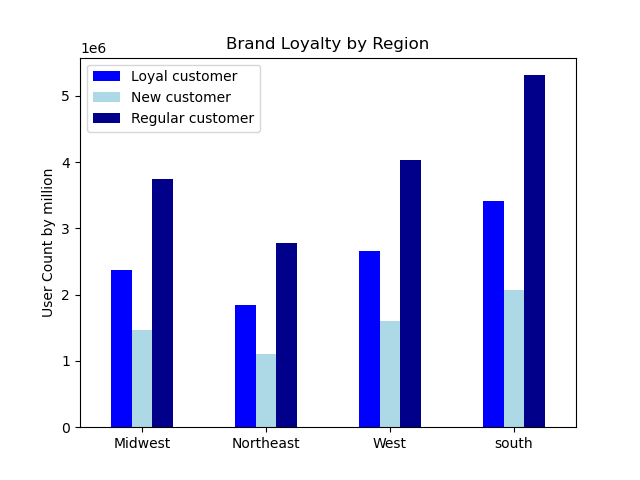 Brand Loyalty by Region
1e6
Loyal customer
New customer
Regular customer
User Count by million
5
4
3
2
1
0
Midwest Northeast West south